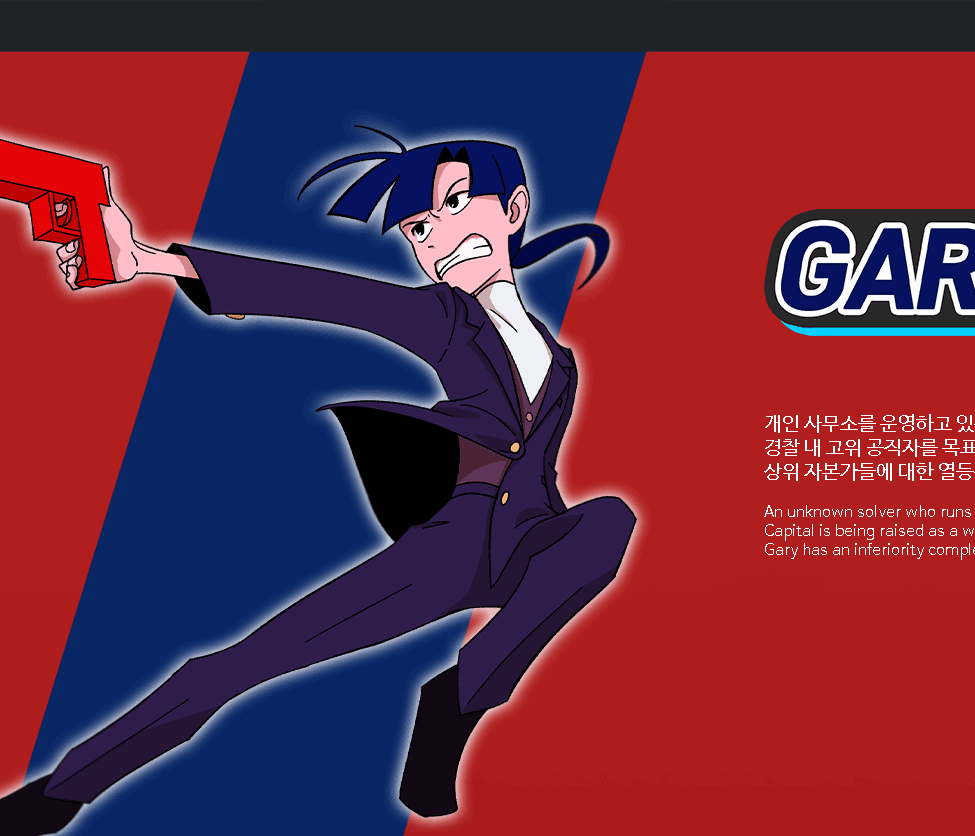 GAR
개인 사무소를 운영하고 있
경찰 내 고위 공직자를 목표
상위 자본가들에 대한 열등
An unknown solver who runs
Capital is being raised as a w
Gary has an inferiority comple